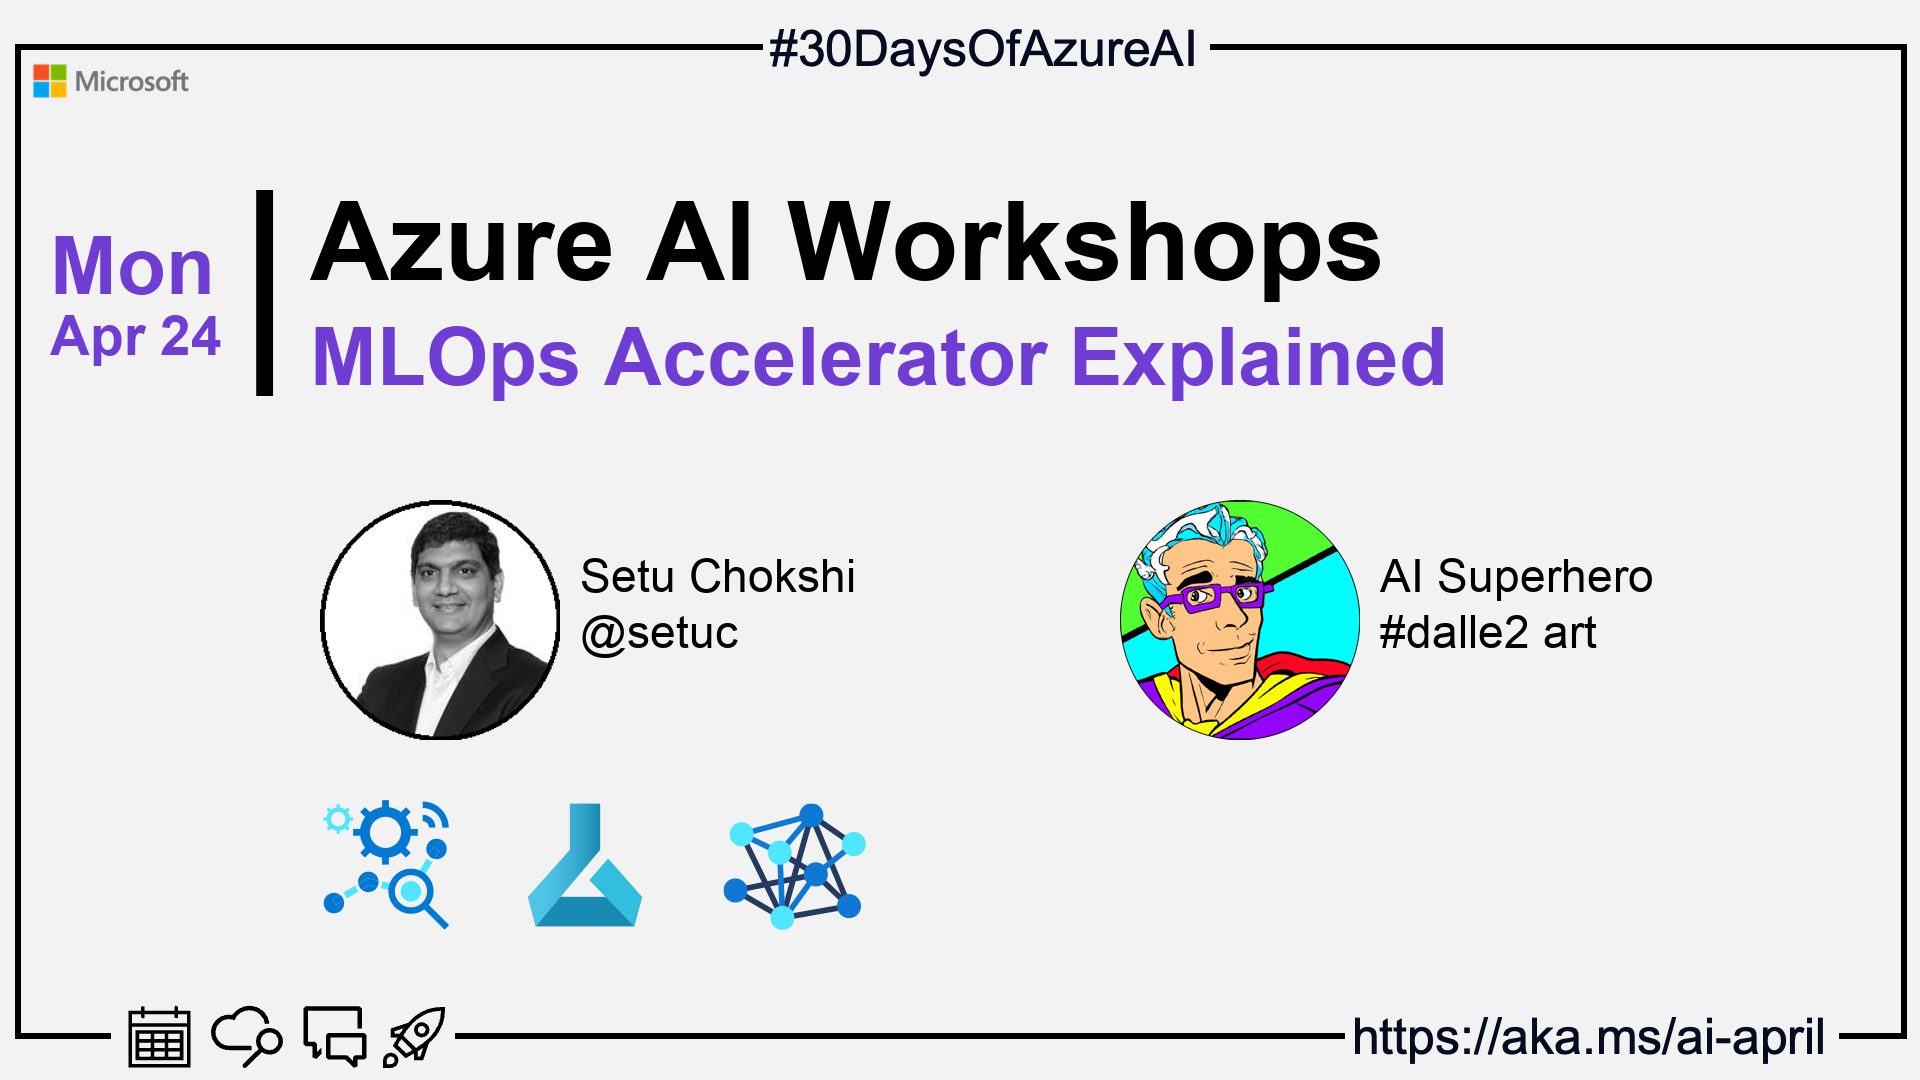 #30DaysOfAzureAI
Microsoft
Mon
Apr 24
Azure AI Workshops
MLOps Accelerator Explained
Setu Chokshi
@setuc
AI Superhero
#dalle2 art
https://aka.ms/ai-april